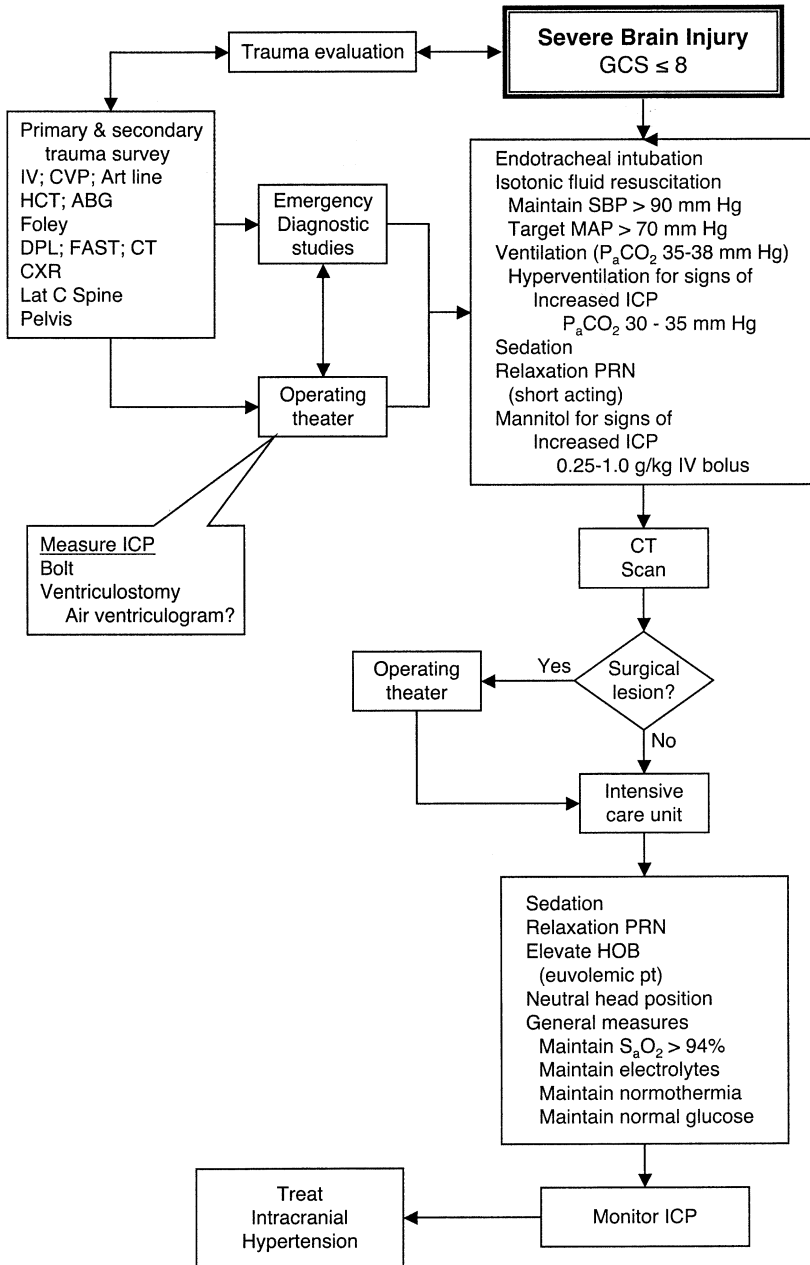 Trauma evaluation
Severe Brain Injury
GCS ≤ 8
Primary & secondary
trauma survey
IV; CVP; Art line
HCT; ABG
Foley
DPL; FAST; CT
CXR
Lat C Spine
Pelvis
Emergency
Diagnostic
studies
Operating
theater
Measure ICP
Bolt
Ventriculostomy
Air ventriculogram?
Endotracheal intubation
Isotonic fluid resuscitation
Maintain SBP > 90 mm Hg
Target MAP > 70 mm Hg
Ventilation (PaCO2 35-38 mm Hg)
Hyperventilation for signs of
Increased ICP
PaCO2 30 - 35 mm Hg
Sedation
Relaxation PRN
(short acting)
Mannitol for signs of
Increased ICP
0.25-1.0 g/kg IV bolus
CT
Scan
Surgical
lesion?
Yes
Operating
theater
No
Intensive
care unit
Sedation
Relaxation PRN
Elevate HOB
(euvolemic pt)
Neutral head position
General measures
Maintain SaO2 > 94%
Maintain electrolytes
Maintain normothermia
Maintain normal glucose
Monitor ICP
Treat
Intracranial
Hypertension